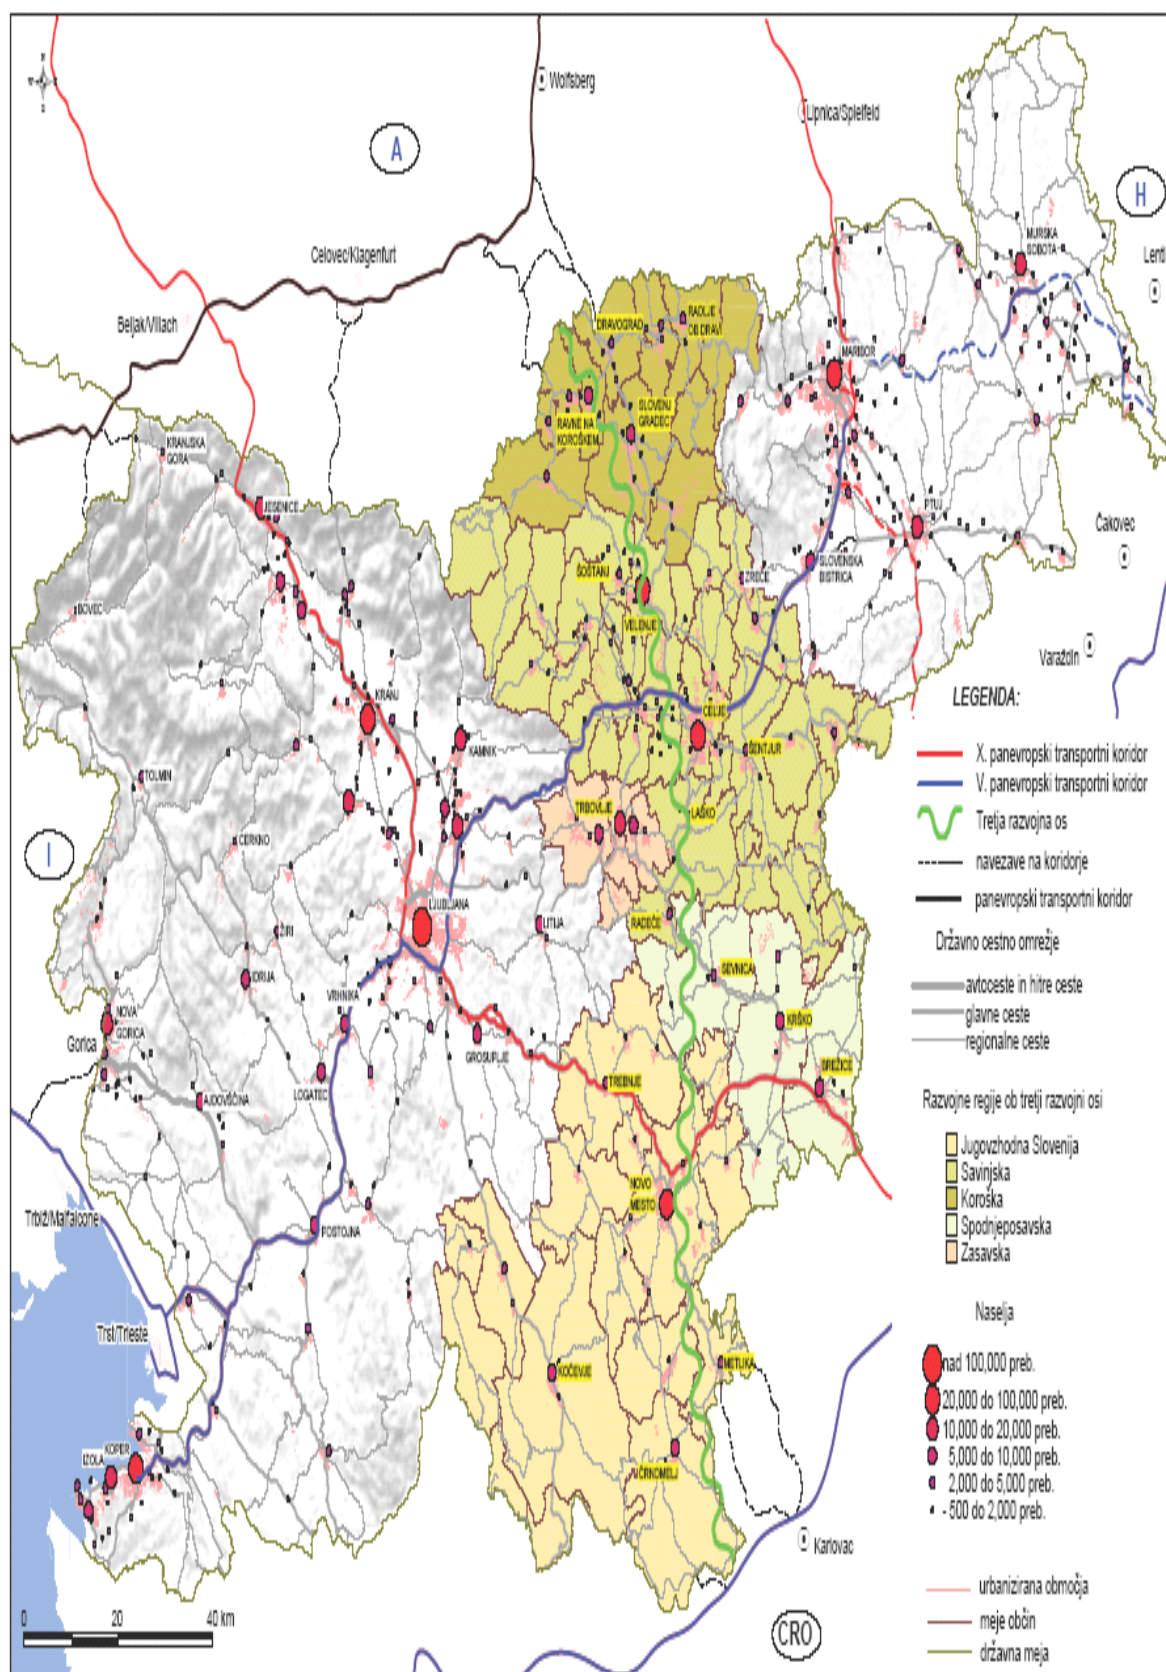 Wolfsberg
Lipnica/Spielfeld
A
H
MURSKA
SOBOTA
Lenti
Celovec/Klagenfurt
Beljak/Villach
DRAVOGRAD
RADLJE
OB DRAVI
MARIBOR
KRANJSKA
GORA
RAVNE NA
KOROŠKEM
SLOVENJ
GRADEC
JESENICE
PTUJ
Čakovec
ŠOŠTANJ
ZREČE
SLOVENSKA
BISTRICA
BOVEC
VELENJE
Varaždin
KRANJ
CELJE
KAMNIK
ŠENTJUR
TOLMIN
TRBOVLJE
LAŠKO
CERKNO
I
LJUBLJANA
LITIJA
RADEČE
ŽIRI
IDRIJA
SEVNICA
VRHNIKA
NOVA
GORICA
Gorica
KRŠKO
GROSUPLJE
BREŽICE
TREBNJE
LOGATEC
AJDOVŠČINA
NOVO
MESTO
Trbiž/Malfalcone
POSTOJNA
Trst/Trieste
KOČEVJE
METLIKA
IZOLA
KOPER
ČRNOMELJ
Karlovac
CRO
0 20 40 km
LEGENDA:
X. panevropski transportni koridor
V. panevropski transportni koridor
Tretja razvojna os
navezave na koridorje
panevropski transportni koridor
Državno cestno omrežje
avtoceste in hitre ceste
glavne ceste
regionalne ceste
Razvojne regije ob tretji razvojni osi
Jugovzhodna Slovenija
Savinjska
Koroška
Spodnjeposavska
Zasavska
Naselja
nad 100,000 preb.
20,000 do 100,000 preb.
10,000 do 20,000 preb.
5,000 do 10,000 preb.
2,000 do 5,000 preb.
- 500 do 2,000 preb.
urbanizirana območja
meje občin
državna meja